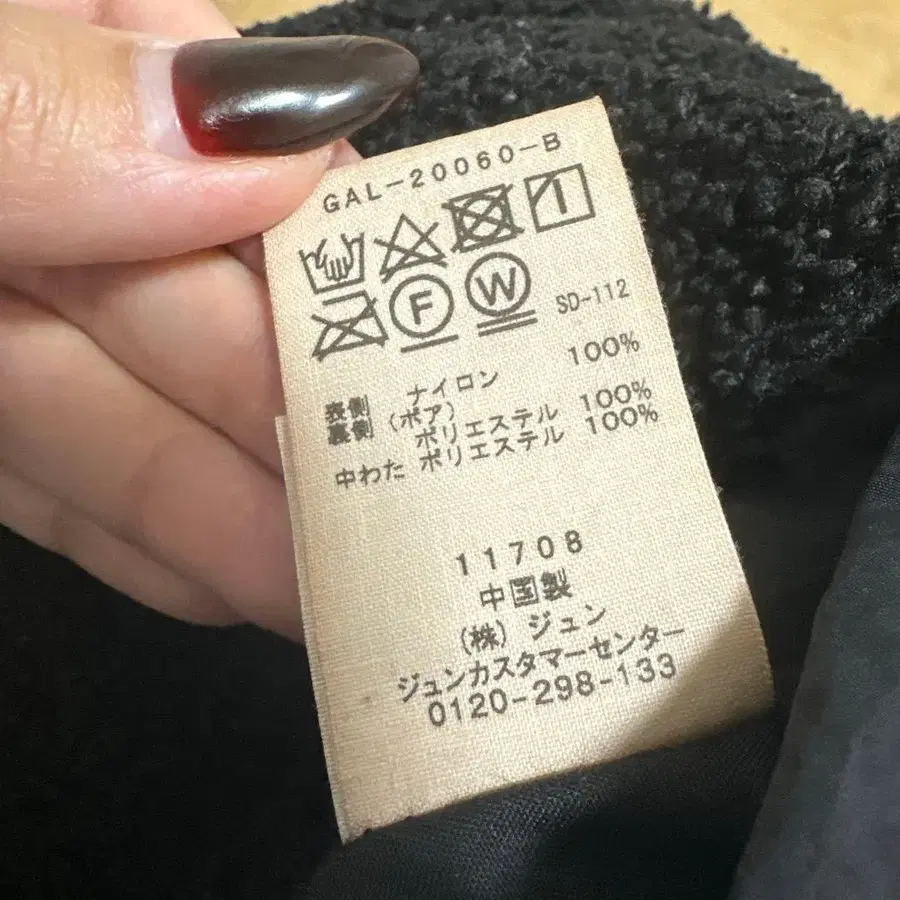 GAL-20060-B
F W SD-112
表側 ナイロン 100%
裏側 (ボア)
ポリエステル 100%
中わた ポリエステル 100%
11708
中国製
(株) ジュン
ジュンカスタマーセンター
0120-298-133